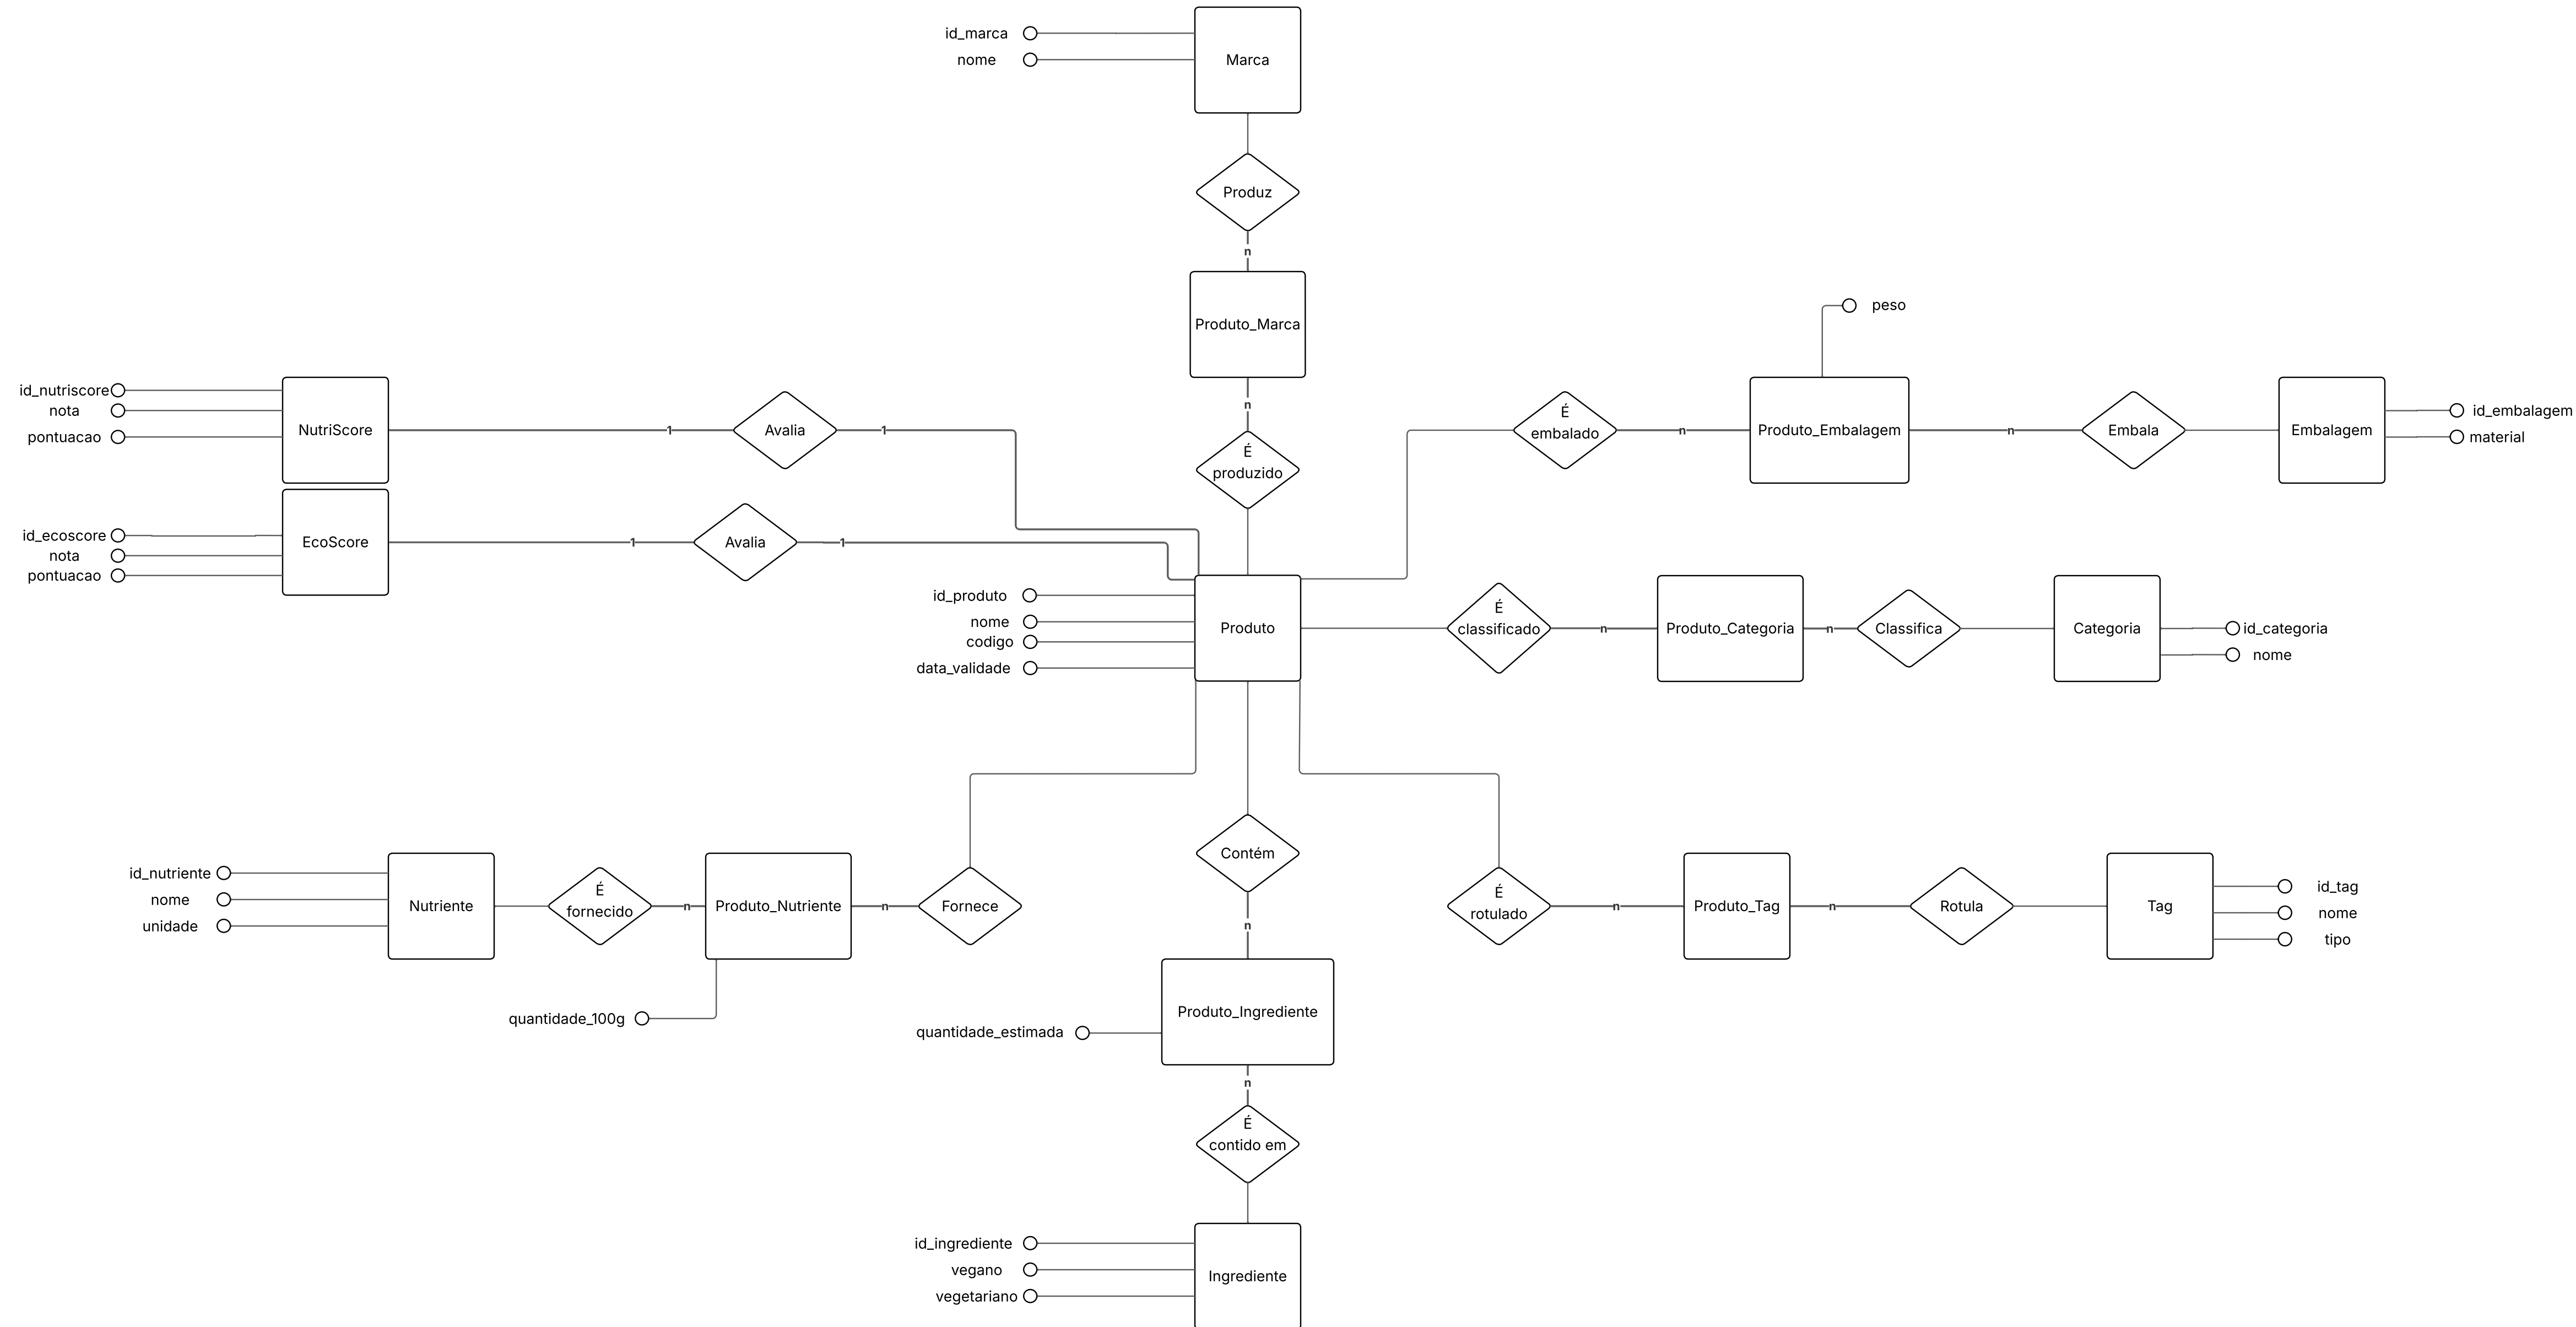 id_marca
nome
Marca
Produz
n
Produto_Marca
n
É
produzido
peso
id_nutriscore
nota
pontuacao
NutriScore
1
Avalia
1
É
embalado
n
Produto_Embalagem
n
Embala
Embalagem
id_embalagem
material
id_ecoscore
nota
pontuacao
EcoScore
1
Avalia
1
id_produto
nome
codigo
data_validade
Produto
É
classificado
n
Produto_Categoria
n
Classifica
Categoria
id_categoria
nome
id_nutriente
nome
unidade
Nutriente
É
fornecido
n
Produto_Nutriente
n
Fornece
quantidade_100g
Contém
n
É
rotulado
n
Produto_Tag
n
Rotula
Tag
id_tag
nome
tipo
quantidade_estimada
Produto_Ingrediente
n
É
contido em
id_ingrediente
vegano
vegetariano
Ingrediente